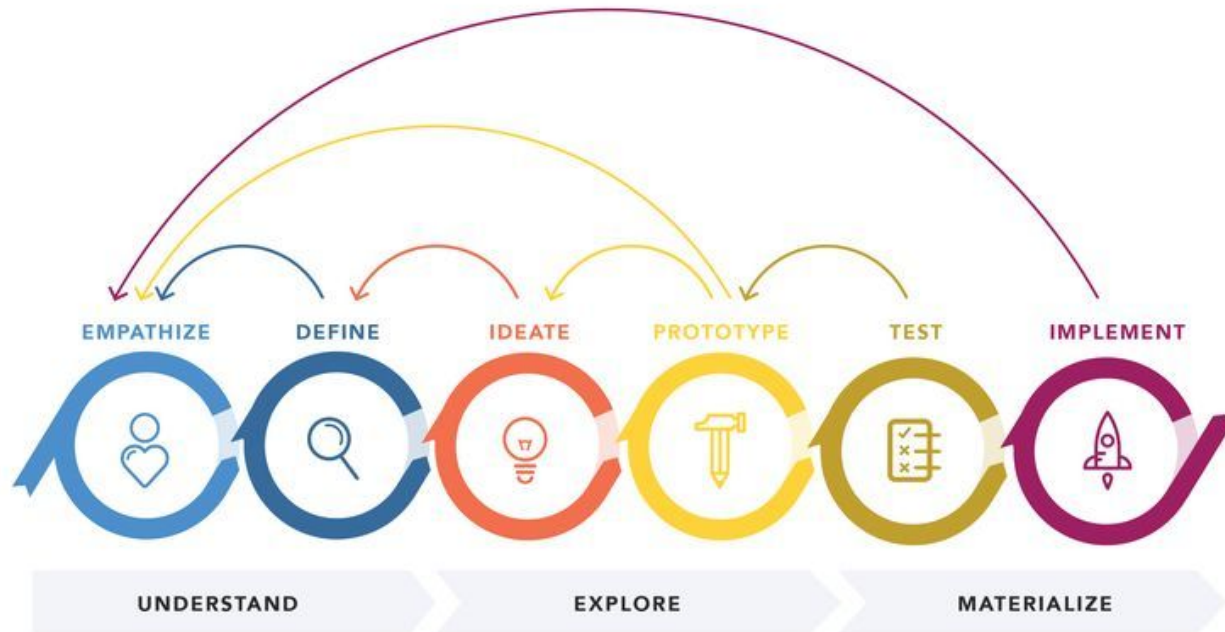 EMPATHIZE DEFINE IDEATE PROTOTYPE TEST IMPLEMENT
UNDERSTAND EXPLORE MATERIALIZE